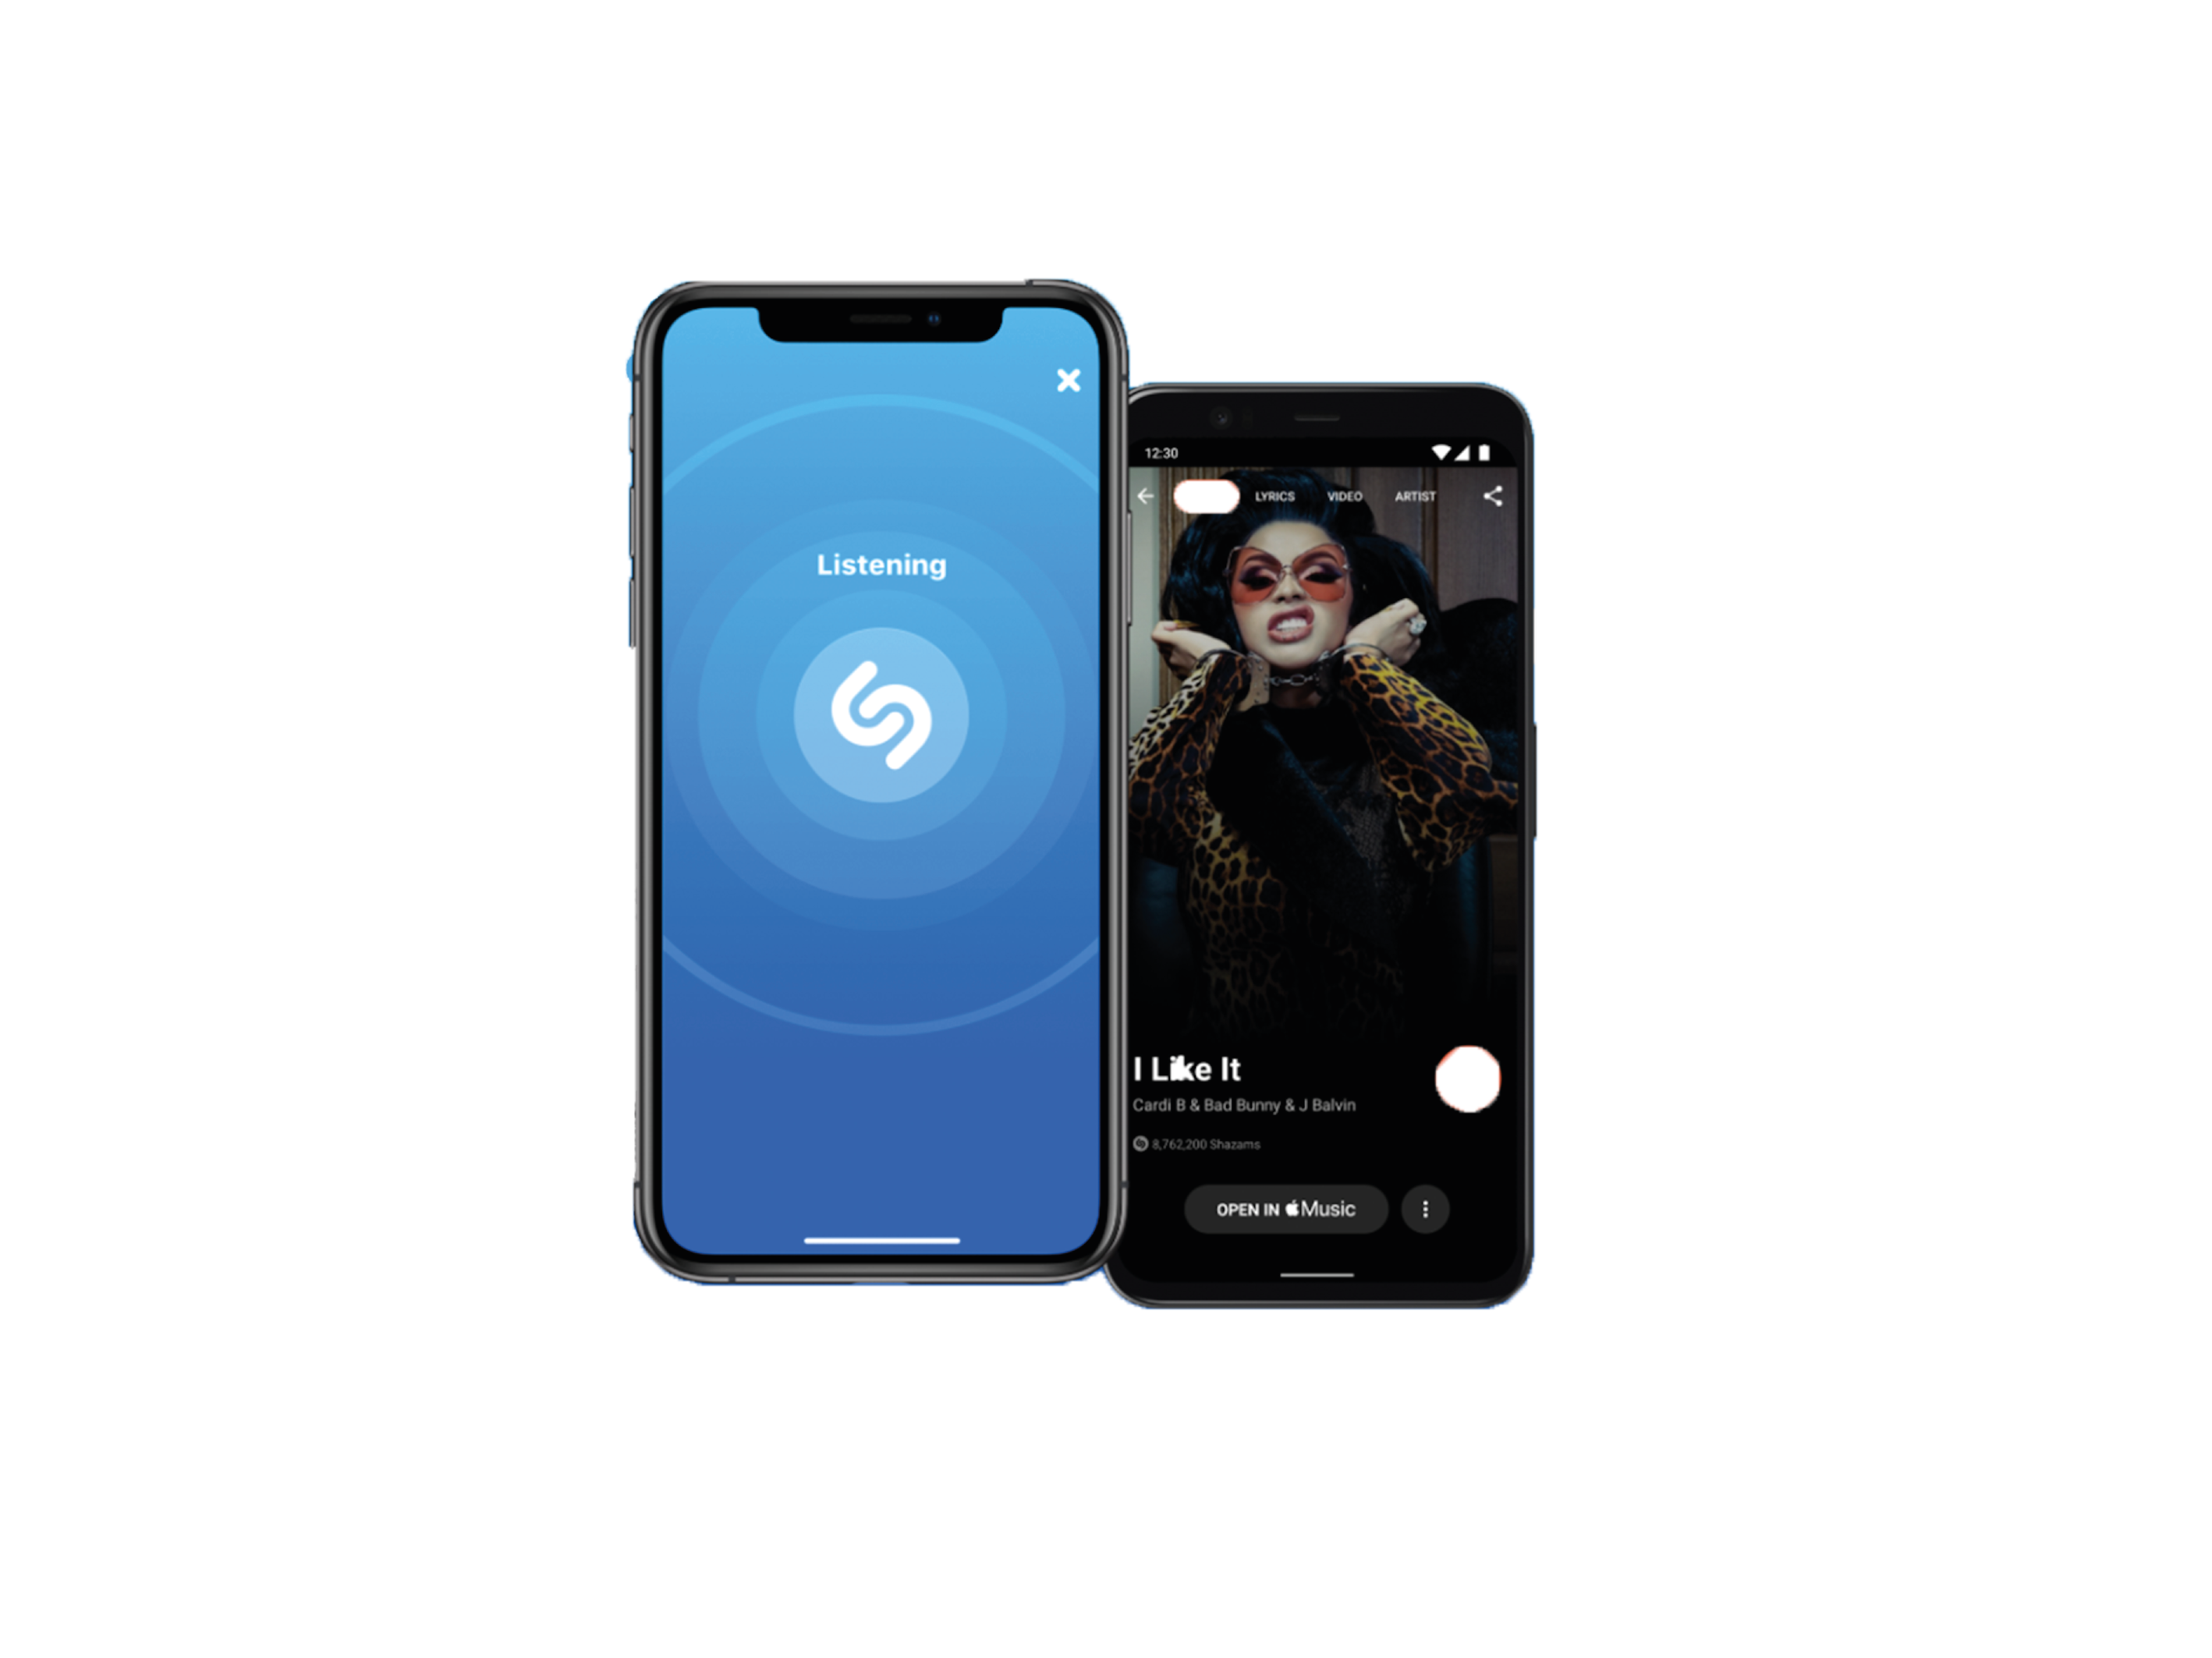 Listening
12:30
LYRICS VIDEO ARTIST
I Like It
Cardi B & Bad Bunny & J Balvin
8,762,200 Shazams
OPEN IN Music